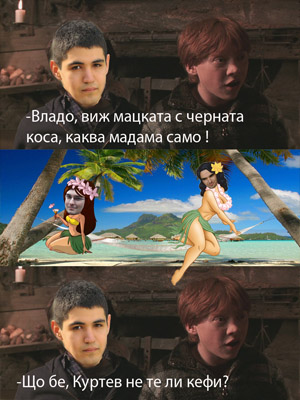 -Владо, виж мацката с черната
коса, каква мадама само !
-Що бе, Куртев не те ли кефи?